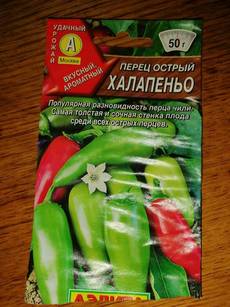 УДАЧНЫЙ
УРОЖАЙ
А
Москва
ВКУСНЫЙ,
АРОМАТНЫЙ
50 г
ПЕРЕЦ ОСТРЫЙ
ХАЛАПЕНЬО
Популярная разновидность перца чили.
Самая толстая и сочная стенка плода
среди всех острых перцев.
АЭЛИТА